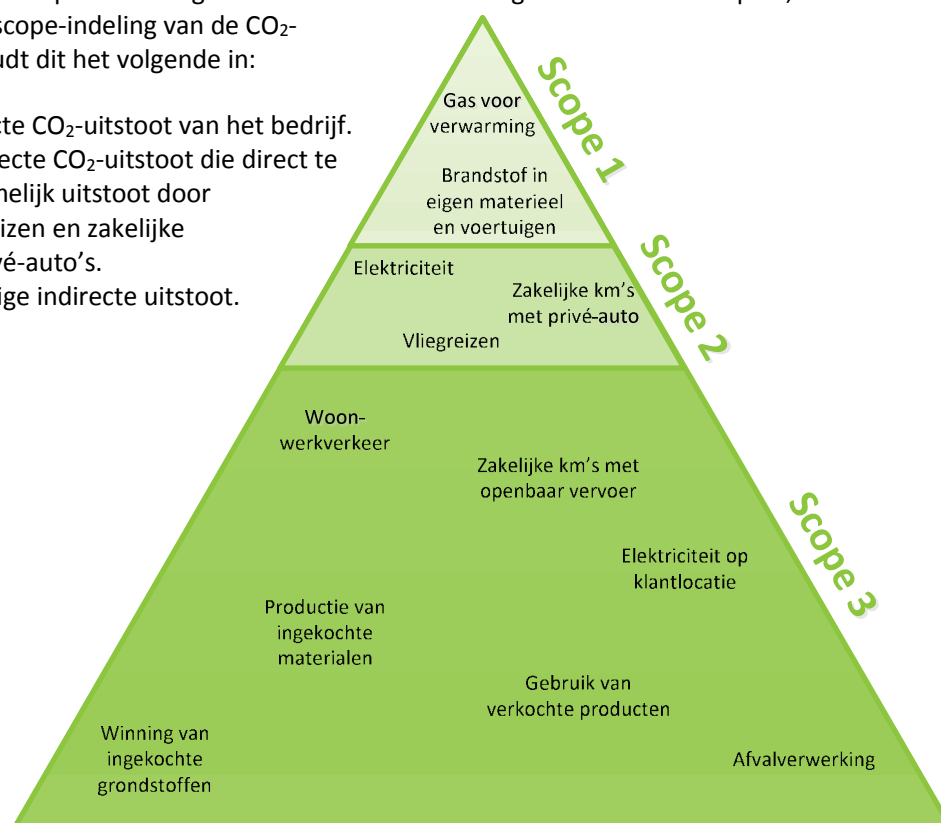 scope-indeling van de CO₂-
udt dit het volgende in:
cte CO₂-uitstoot van het bedrijf.
ecte CO₂-uitstoot die direct te
melijk uitstoot door
eizen en zakelijke
vé-auto's.
ige indirecte uitstoot.
Scope 1
Gas voor
verwarming
Brandstof in
eigen materieel
en voertuigen
Scope 2
Elektriciteit
Zakelijke km's
met privé-auto
Vliegreizen
Scope 3
Woon-
werkverkeer
Zakelijke km's met
openbaar vervoer
Elektriciteit op
klantlocatie
Productie van
ingekochte
materialen
Gebruik van
verkochte producten
Winning van
ingekochte
grondstoffen
Afvalverwerking